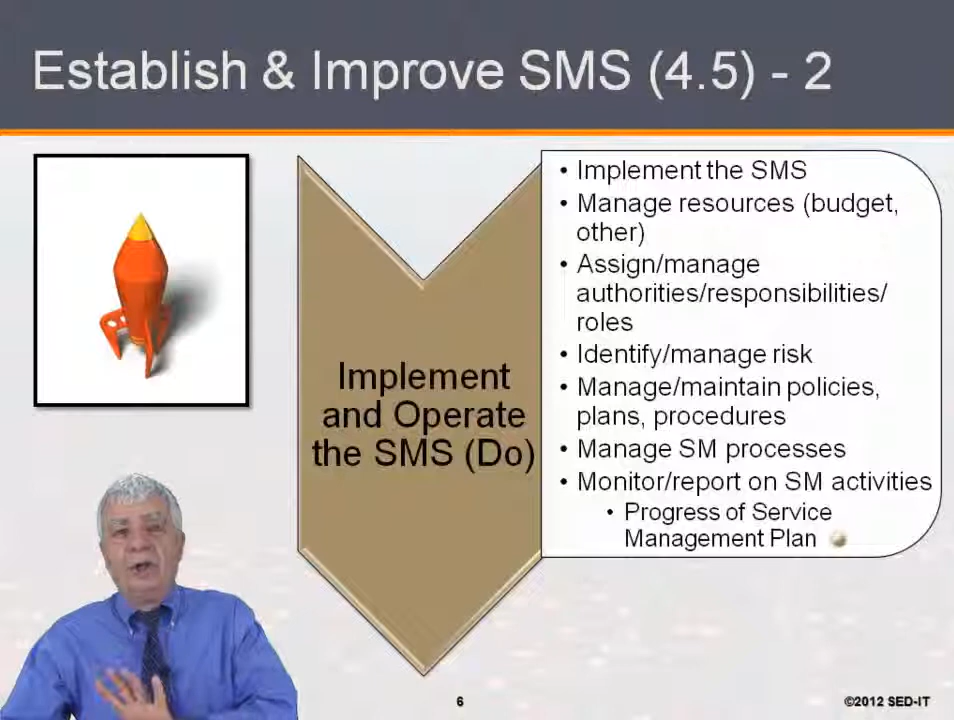 Establish & Improve SMS (4.5) - 2
Implement
and Operate
the SMS (Do)
• Implement the SMS
• Manage resources (budget,
other)
• Assign/manage
authorities/responsibilities/
roles
• Identify/manage risk
• Manage/maintain policies,
plans, procedures
• Manage SM processes
• Monitor/report on SM activities
• Progress of Service
Management Plan
6
©2012 SED-IT